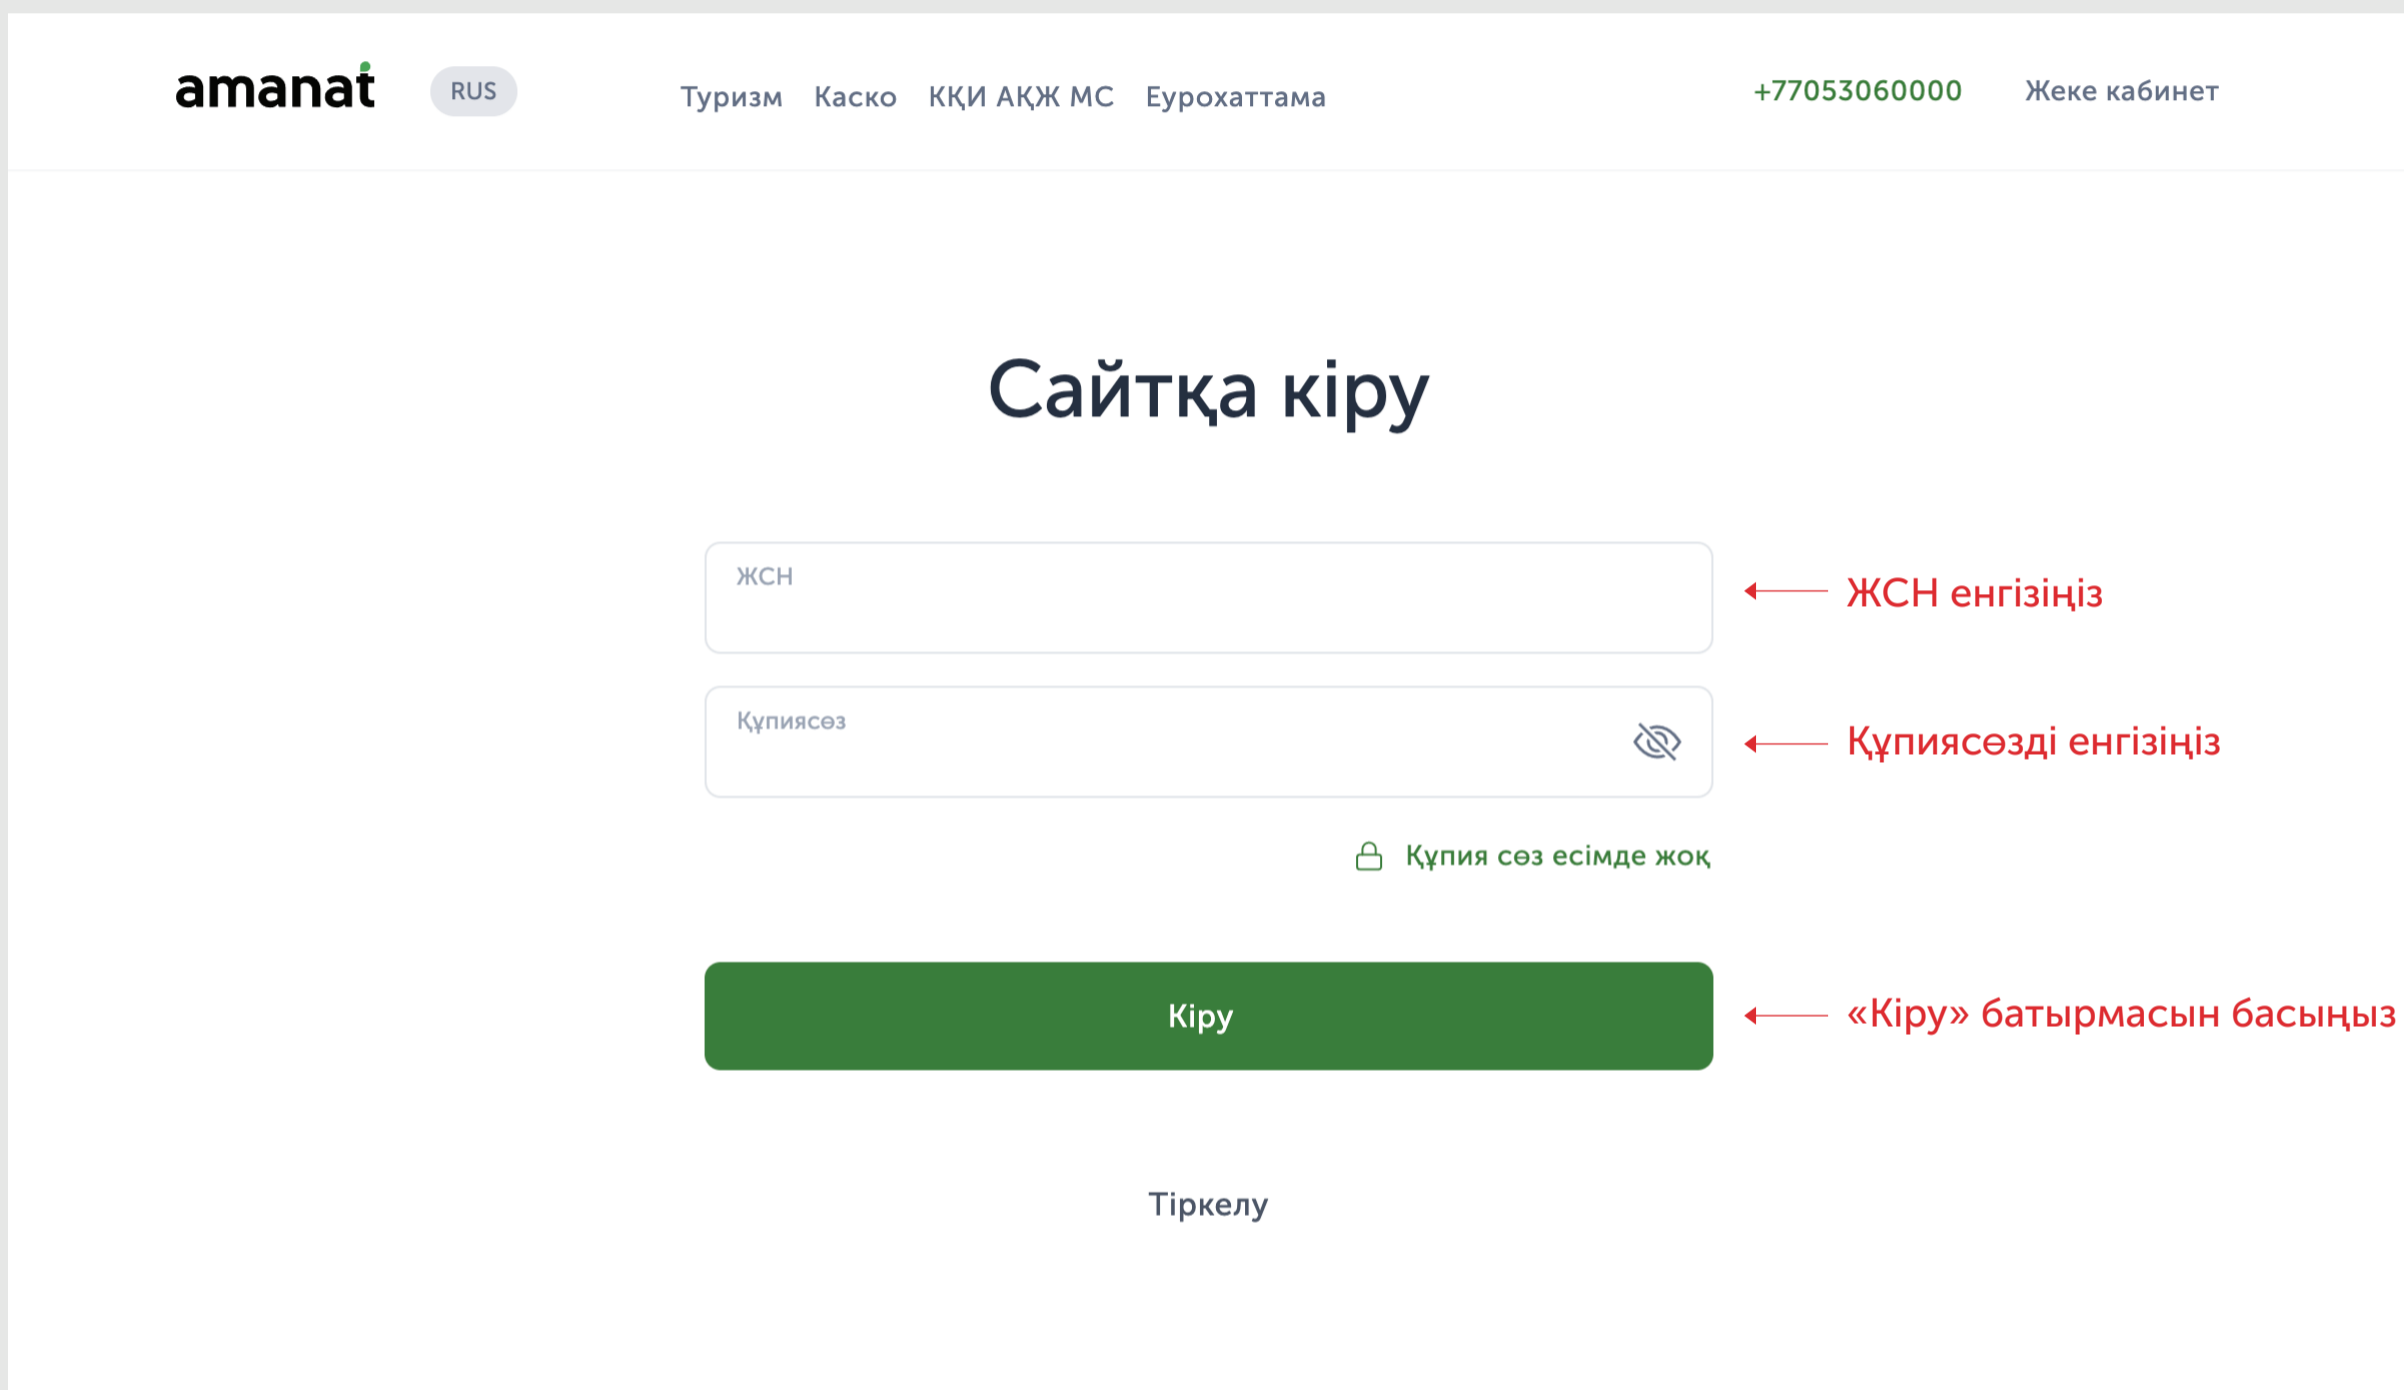 amanat
RUS
Туризм Каско КҚИ АҚЖ МС Еурохаттама
+77053060000
Жеке кабинет
Сайтқа кіру
ЖСН
ЖСН енгізіңіз
Құпиясөз
Құпиясөзді енгізіңіз
Құпия сөз есімде жоқ
Кіру
«Кіру» батырмасын басыңыз
Тіркелу